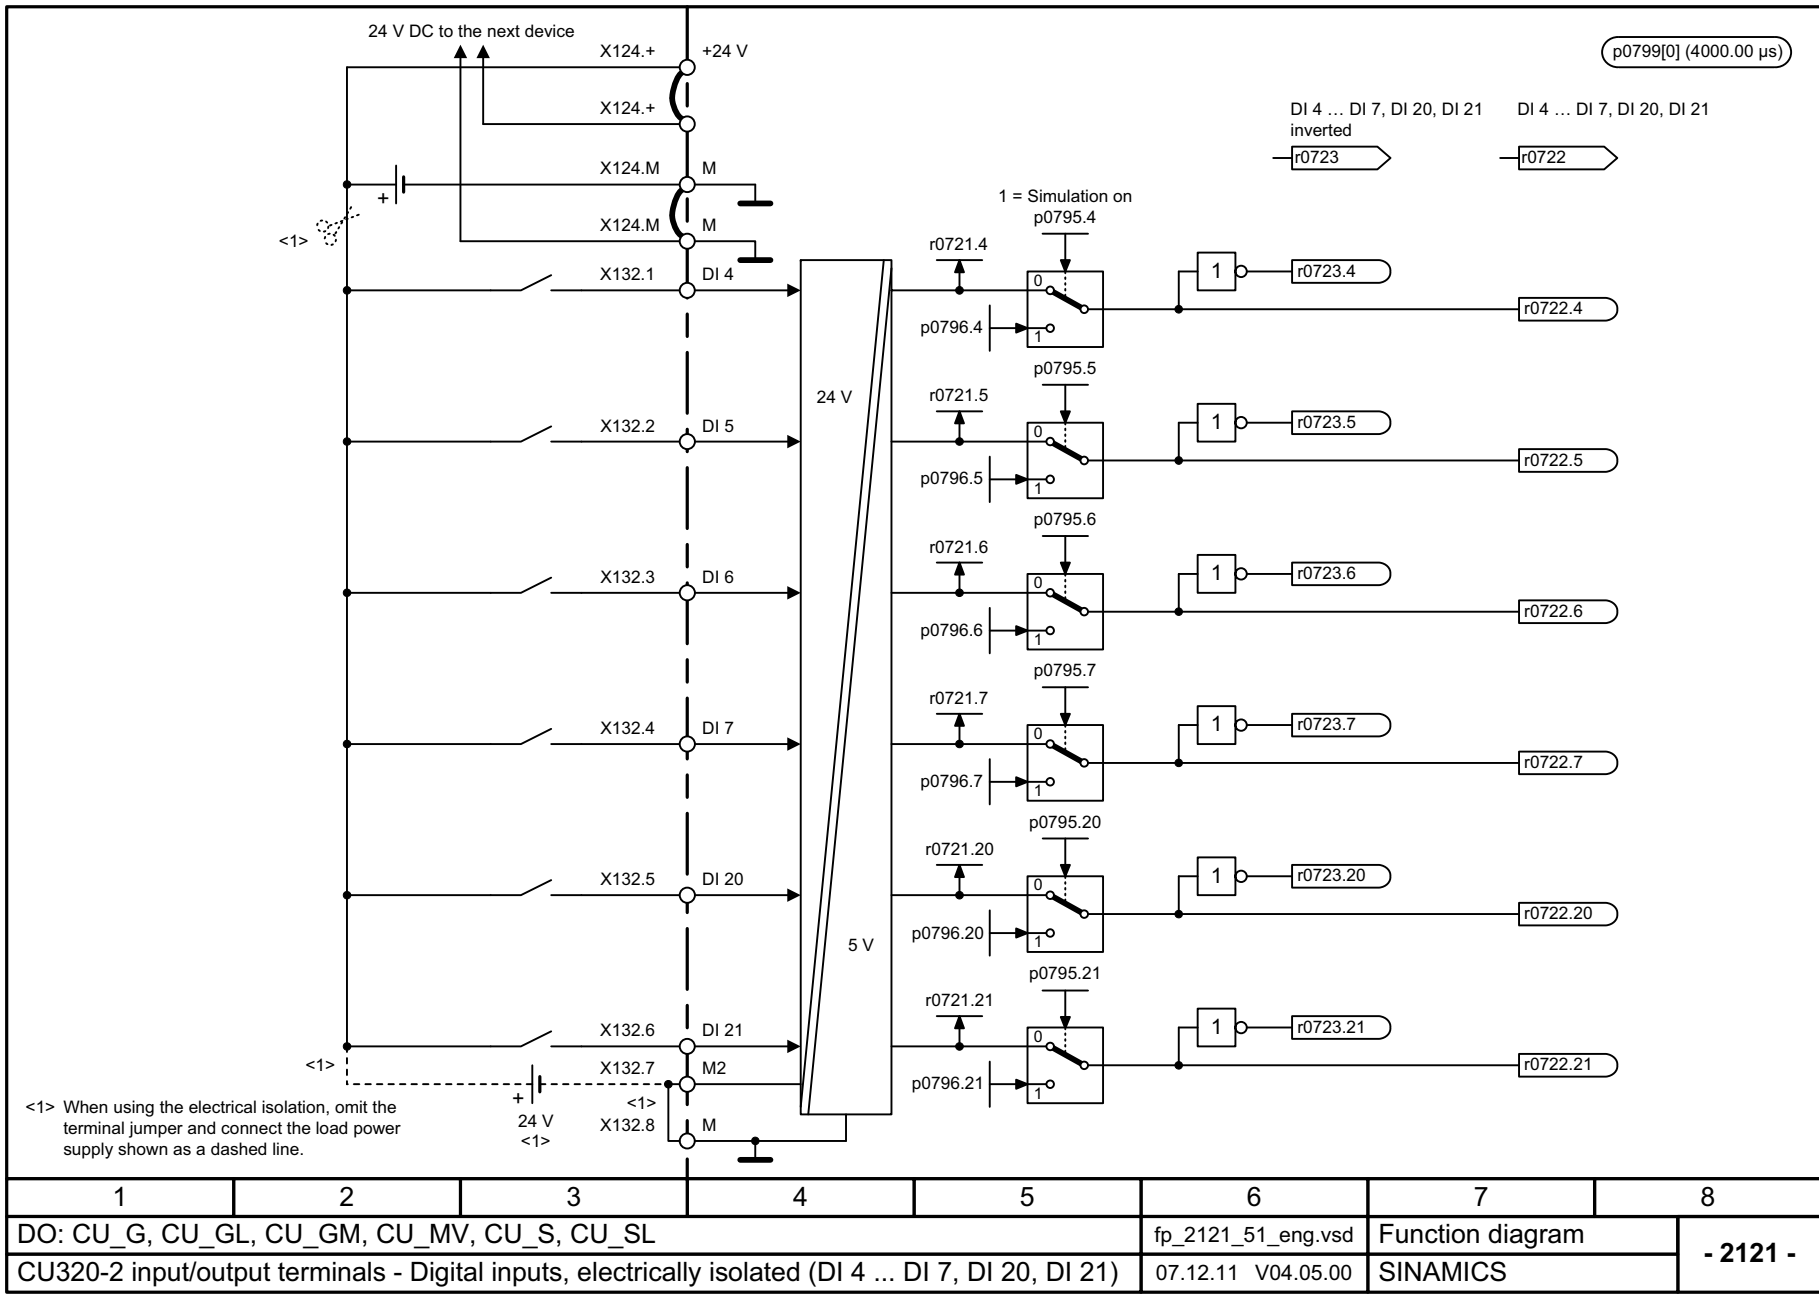 24 V DC to the next device
X124.+
+24 V
p0799[0] (4000.00 µs)
X124.+
DI 4 ... DI 7, DI 20, DI 21
inverted
DI 4 ... DI 7, DI 20, DI 21
r0723
r0722
X124.M
M
+
<1>
X124.M
M
1 = Simulation on
p0795.4
X132.1
DI 4
r0721.4
0
p0796.4
1
1
r0723.4
r0722.4
24 V
p0795.5
X132.2
DI 5
r0721.5
0
p0796.5
1
1
r0723.5
r0722.5
p0795.6
X132.3
DI 6
r0721.6
0
p0796.6
1
1
r0723.6
r0722.6
p0795.7
X132.4
DI 7
r0721.7
0
p0796.7
1
1
r0723.7
r0722.7
p0795.20
X132.5
DI 20
r0721.20
0
p0796.20
1
1
r0723.20
r0722.20
5 V
p0795.21
X132.6
DI 21
r0721.21
0
p0796.21
1
1
r0723.21
r0722.21
<1>
X132.7
M2
+
24 V
<1>
<1>
X132.8
M
<1> When using the electrical isolation, omit the
terminal jumper and connect the load power
supply shown as a dashed line.
1 2 3 4 5 6 7 8
DO: CU_G, CU_GL, CU_GM, CU_MV, CU_S, CU_SL
fp_2121_51_eng.vsd
Function diagram
- 2121 -
CU320-2 input/output terminals - Digital inputs, electrically isolated (DI 4 ... DI 7, DI 20, DI 21)
07.12.11 V04.05.00
SINAMICS